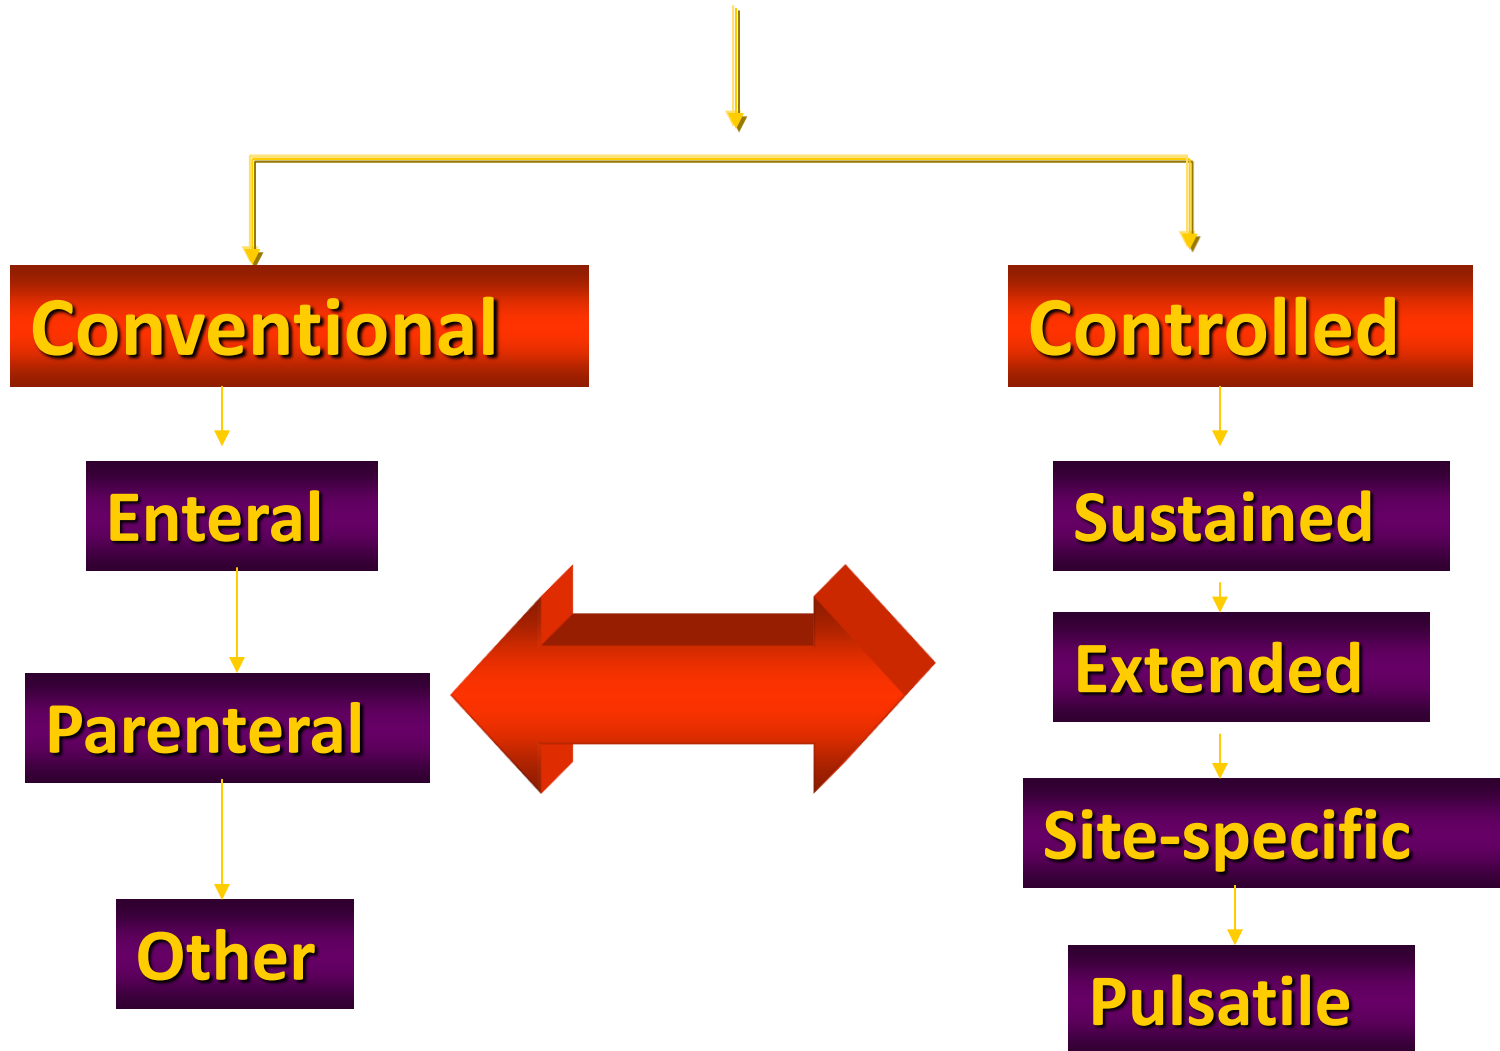 Conventional
Enteral
Parenteral
Other
Controlled
Sustained
Extended
Site-specific
Pulsatile